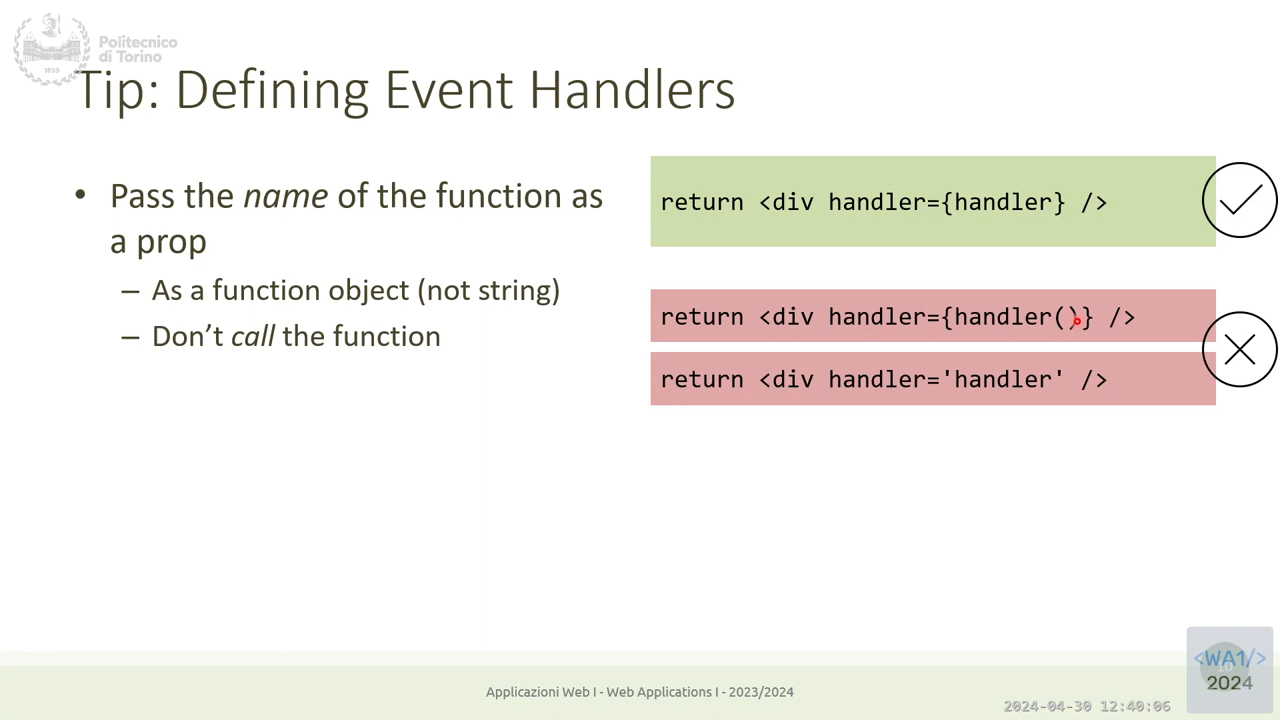 Politecnico
di Torino
1859
Tip: Defining Event Handlers
• Pass the name of the function as
a prop
– As a function object (not string)
– Don’t call the function
return <div handler={handler} />
return <div handler={handler()} />
return <div handler='handler' />
Applicazioni Web I - Web Applications I - 2023/2024
<WA1/>
10
2024
2024-04-30 12:40:06